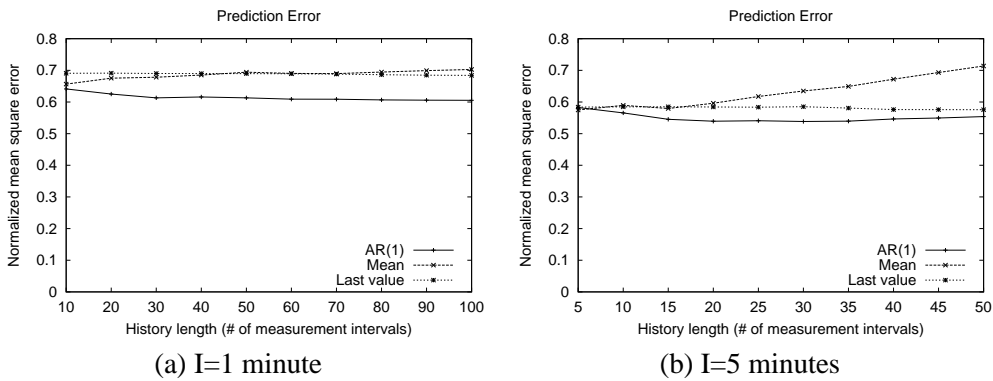 Prediction Error
0.8
0.7
0.6
0.5
0.4
0.3
0.2
0.1
0
Normalized mean square error
AR(1)
Mean
Last value
10 20 30 40 50 60 70 80 90 100
History length (# of measurement intervals)
(a) I=1 minute
Prediction Error
0.8
0.7
0.6
0.5
0.4
0.3
0.2
0.1
0
Normalized mean square error
AR(1)
Mean
Last value
5 10 15 20 25 30 35 40 45 50
History length (# of measurement intervals)
(b) I=5 minutes